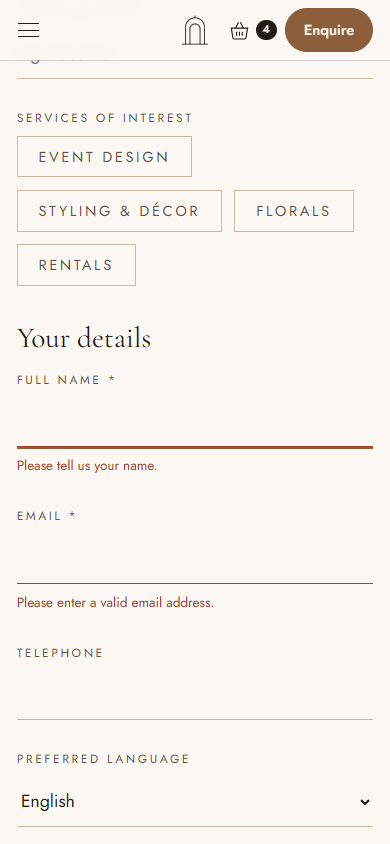 4
Enquire
SERVICES OF INTEREST
EVENT DESIGN
STYLING & DÉCOR
FLORALS
RENTALS
Your details
FULL NAME *
Please tell us your name.
EMAIL *
Please enter a valid email address.
TELEPHONE
PREFERRED LANGUAGE
English